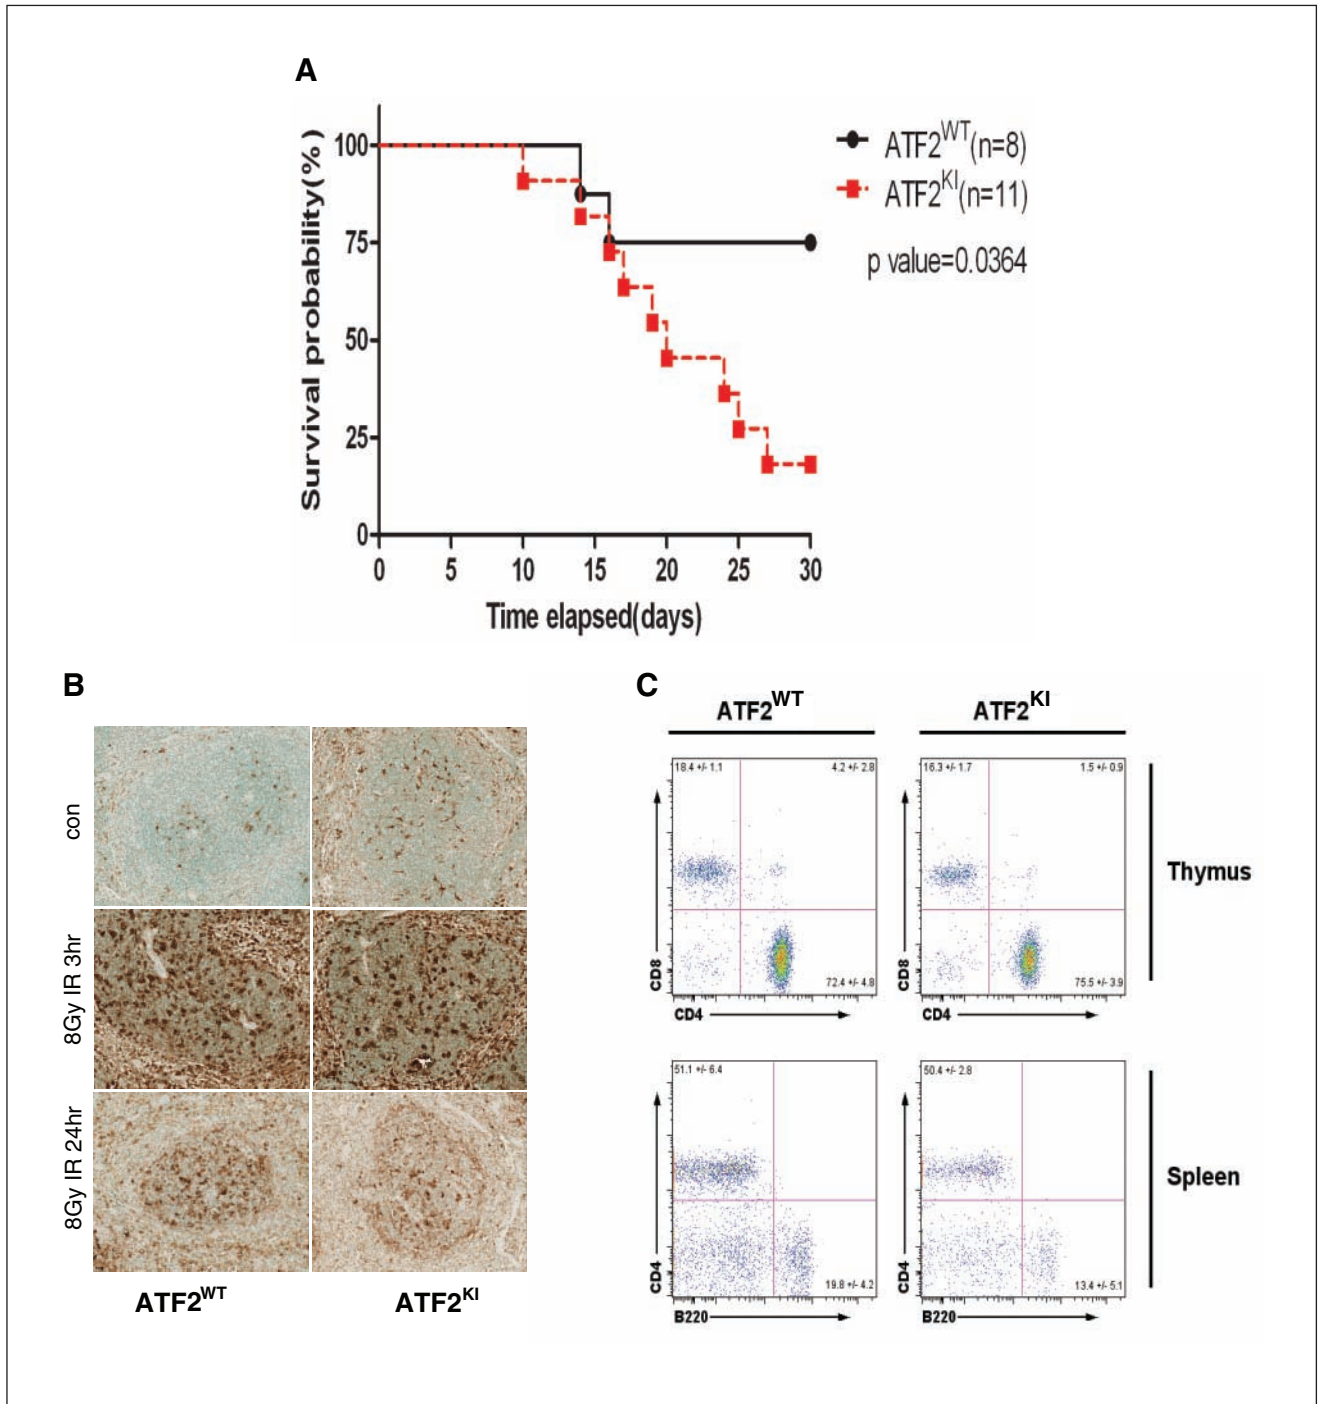 A
Survival probability(%)
100
75
50
25
0
0 5 10 15 20 25 30
Time elapsed(days)
ATF2WT(n=8)
ATF2KI(n=11)
p value=0.0364
B
con
8Gy IR 3hr
8Gy IR 24hr
ATF2WT ATF2KI
C
ATF2WT ATF2KI
18.4 +/- 1.1 4.2 +/- 2.8
72.4 +/- 4.8
CD8
CD4
16.3 +/- 1.7 1.5 +/- 0.9
75.5 +/- 3.9
CD8
CD4
Thymus
51.1 +/- 6.4
19.8 +/- 4.2
CD4
B220
50.4 +/- 2.8
13.4 +/- 5.1
CD4
B220
Spleen